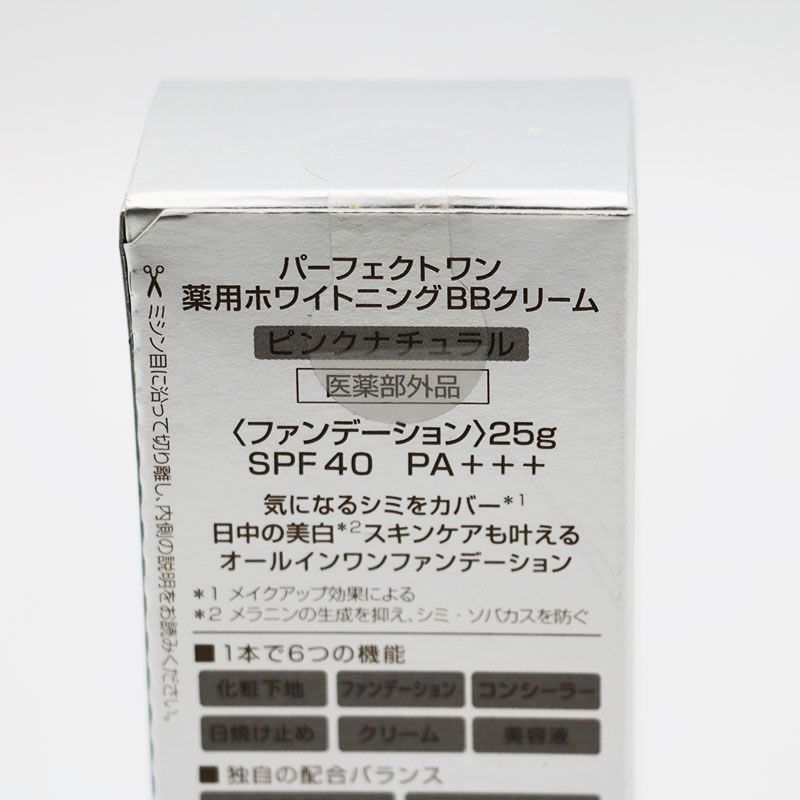 パーフェクトワン
薬用ホワイトニングBBクリーム
ピンクナチュラル
医薬部外品
〈ファンデーション〉25g
SPF40 PA+++
気になるシミをカバー*1
日中の美白*2スキンケアも叶える
オールインワンファンデーション
*1 メイクアップ効果による
*2 メラニンの生成を抑え、シミ・ソバカスを防ぐ
■1本で6つの機能
化粧下地 ファンデーション コンシーラー
日焼け止め クリーム 美容液
■独自の配合バランス
ミシン目に沿って切り離し、内側の説明をお読みください。